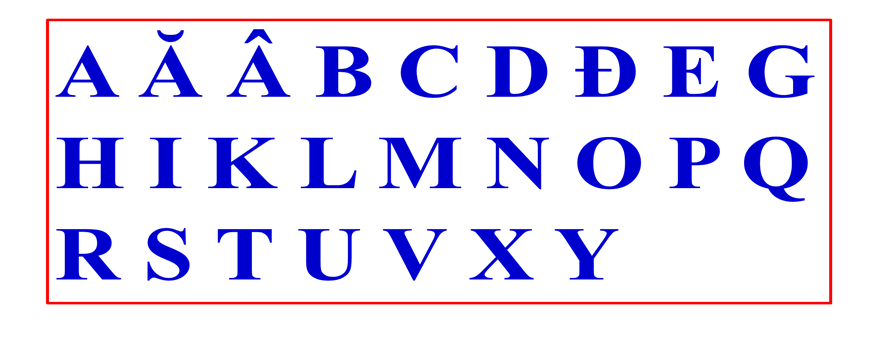 A Ă Â B C D Đ E G
H I K L M N O P Q
R S T U V X Y